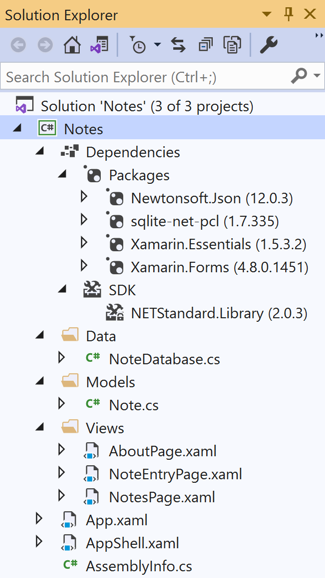 Solution Explorer
Search Solution Explorer (Ctrl+;)
Solution 'Notes' (3 of 3 projects)
C# Notes
Dependencies
Packages
Newtonsoft.Json (12.0.3)
sqlite-net-pcl (1.7.335)
Xamarin.Essentials (1.5.3.2)
Xamarin.Forms (4.8.0.1451)
SDK
NETStandard.Library (2.0.3)
Data
C# NoteDatabase.cs
Models
C# Note.cs
Views
AboutPage.xaml
NoteEntryPage.xaml
NotesPage.xaml
App.xaml
AppShell.xaml
C# AssemblyInfo.cs